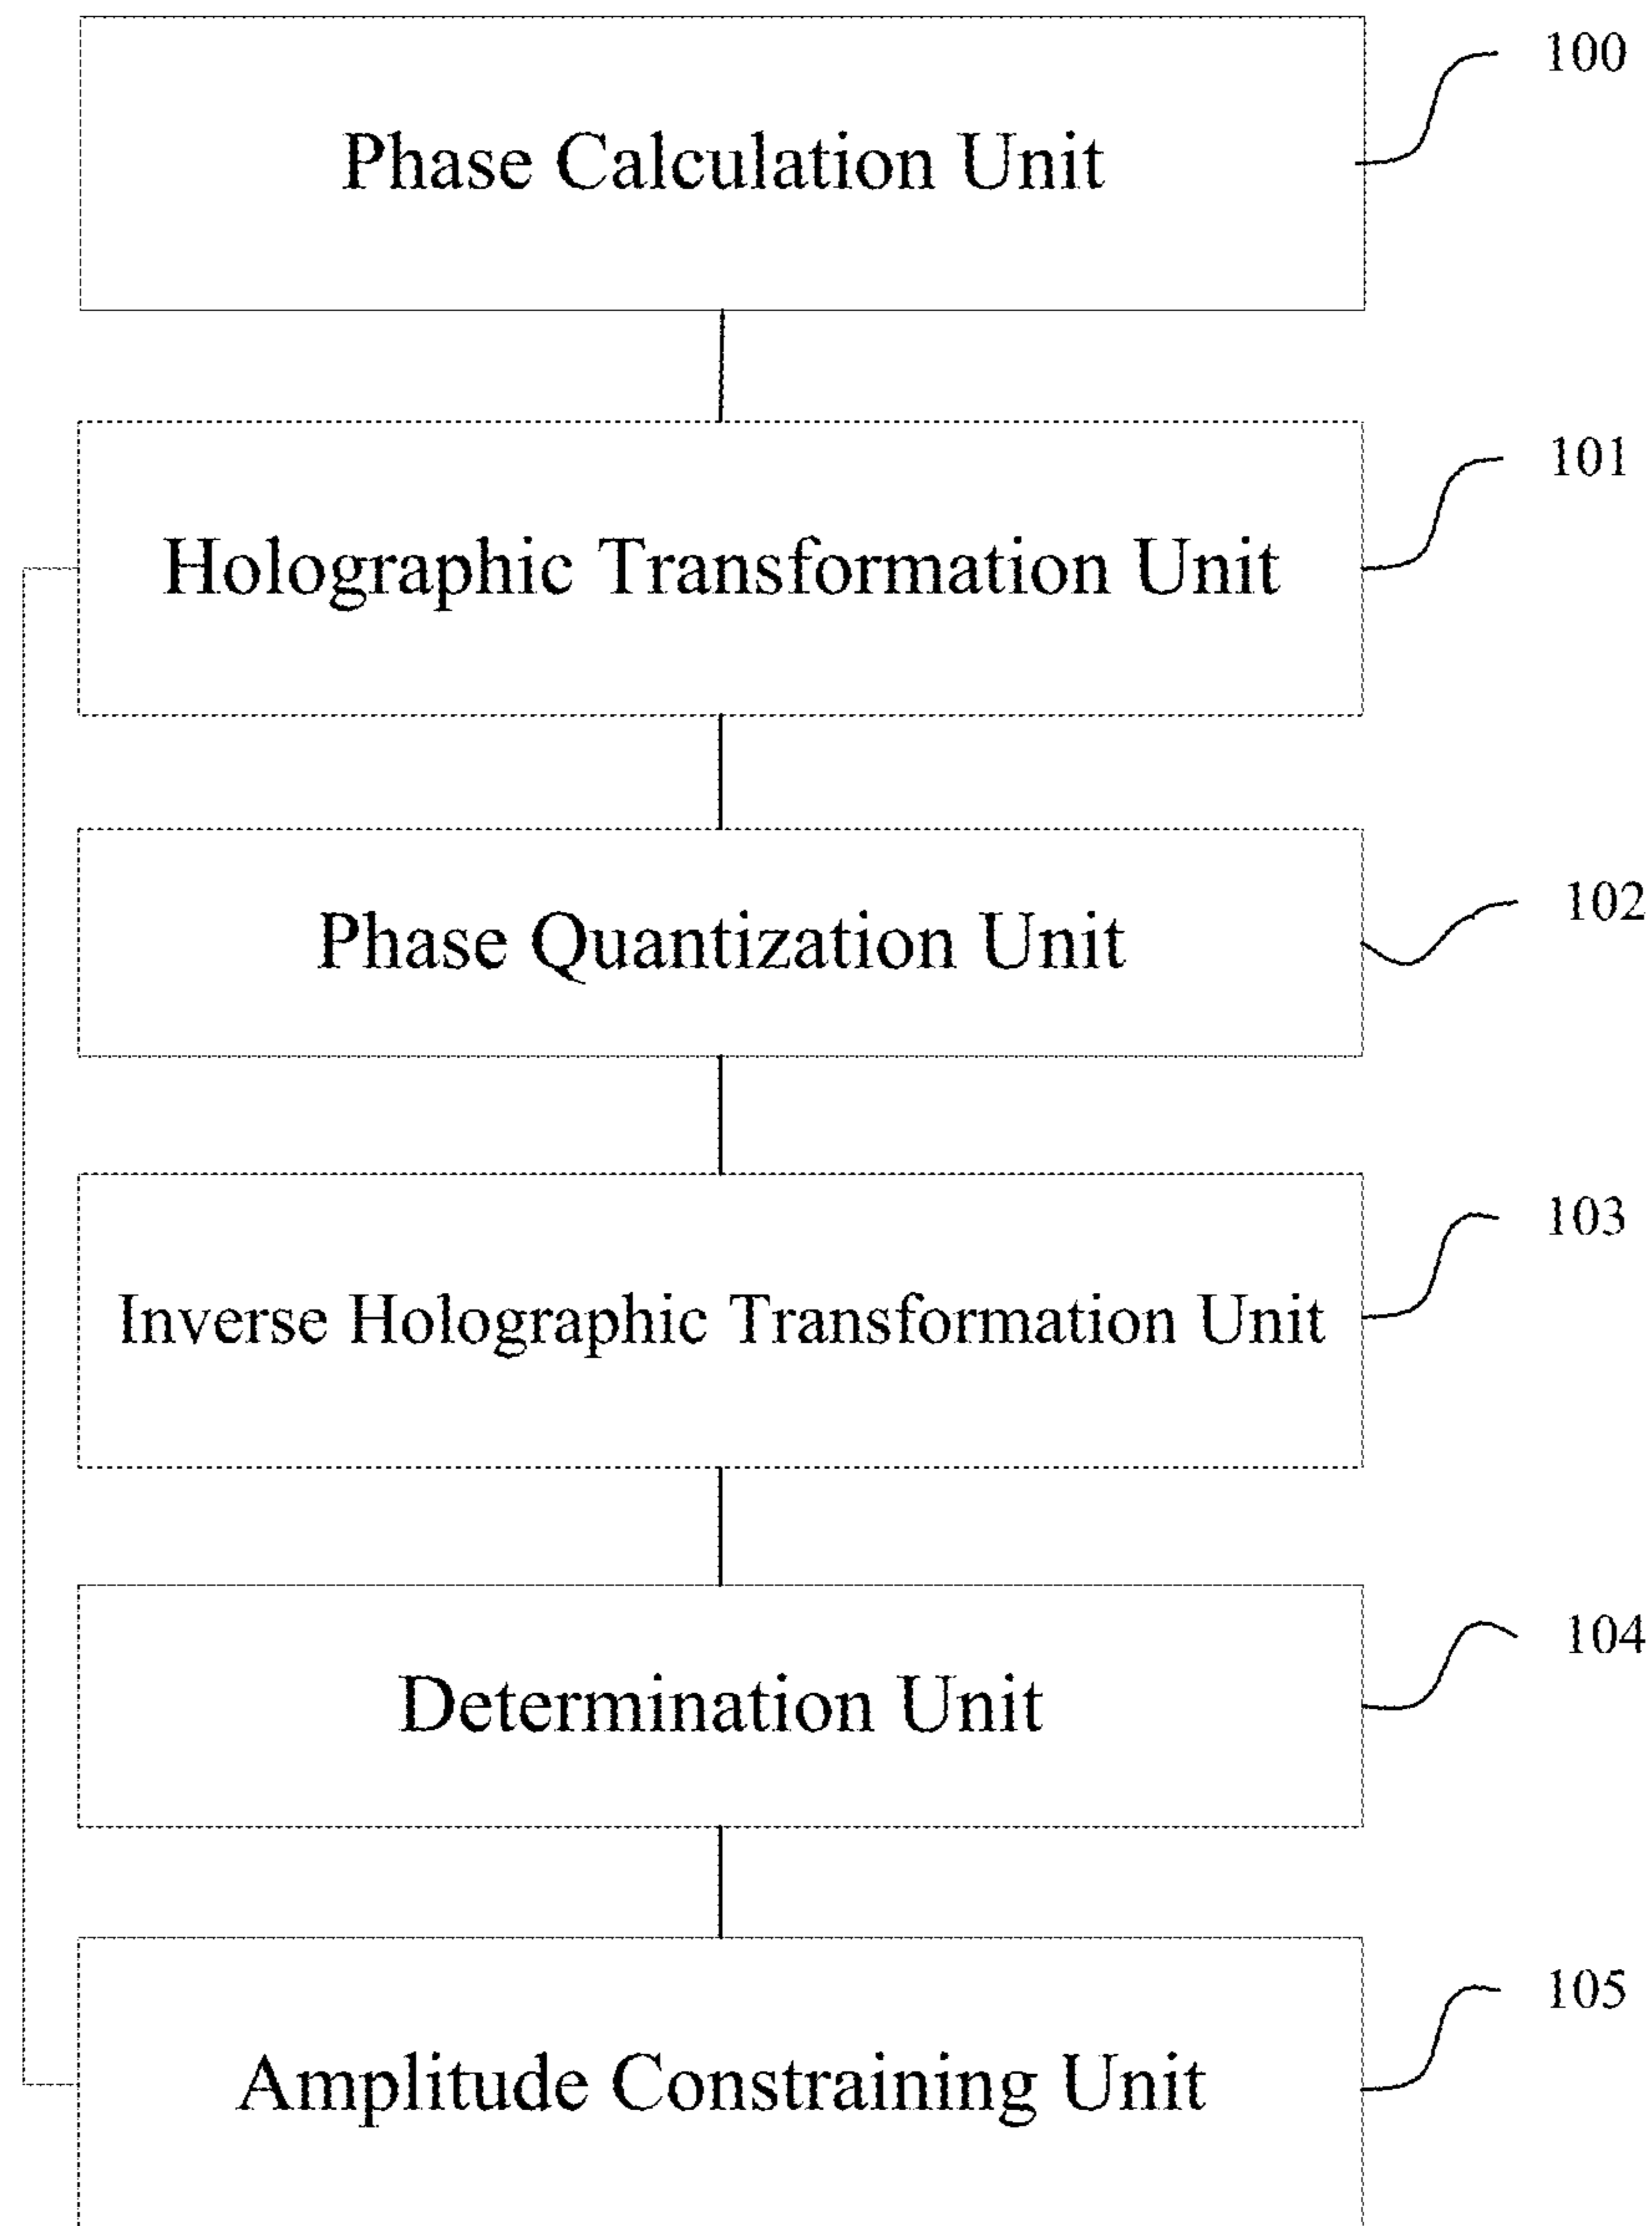 100
Phase Calculation Unit
101
Holographic Transformation Unit
102
Phase Quantization Unit
103
Inverse Holographic Transformation Unit
104
Determination Unit
105
Amplitude Constraining Unit